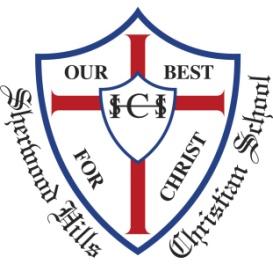 OUR BEST
ICI
FOR CHRIST
Sherwood Hills
Christian School